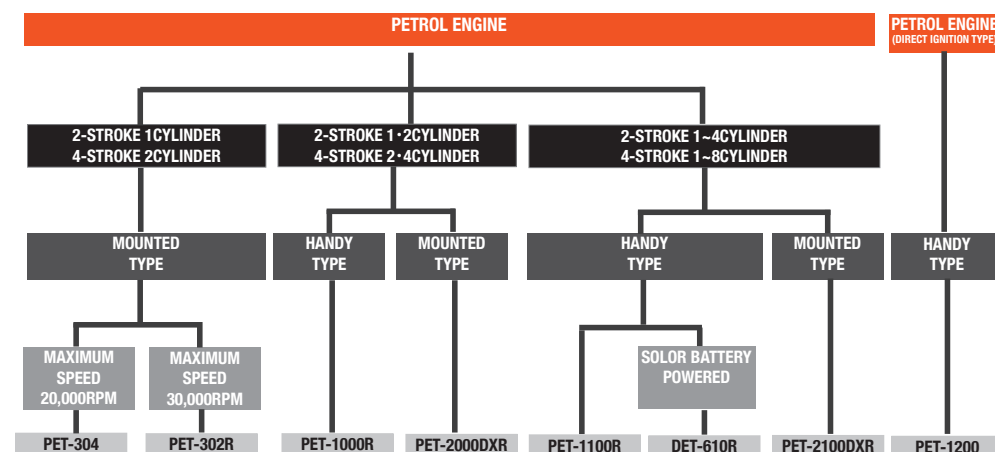 PETROL ENGINE
PETROL ENGINE
(DIRECT IGNITION TYPE)
2-STROKE 1CYLINDER
4-STROKE 2CYLINDER
2-STROKE 1･2CYLINDER
4-STROKE 2･4CYLINDER
2-STROKE 1~4CYLINDER
4-STROKE 1~8CYLINDER
MOUNTED
TYPE
HANDY
TYPE
MOUNTED
TYPE
HANDY
TYPE
MOUNTED
TYPE
HANDY
TYPE
MAXIMUM
SPEED
20,000RPM
MAXIMUM
SPEED
30,000RPM
SOLOR BATTERY
POWERED
PET-304
PET-302R
PET-1000R
PET-2000DXR
PET-1100R
DET-610R
PET-2100DXR
PET-1200